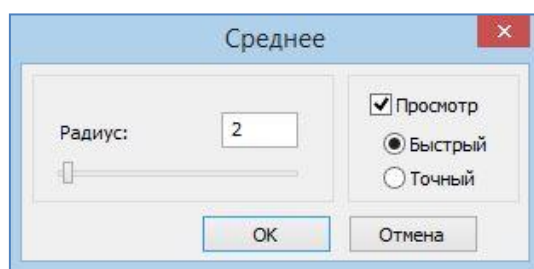 Среднее
Радиус:
2
Просмотр
Быстрый
Точный
OK
Отмена